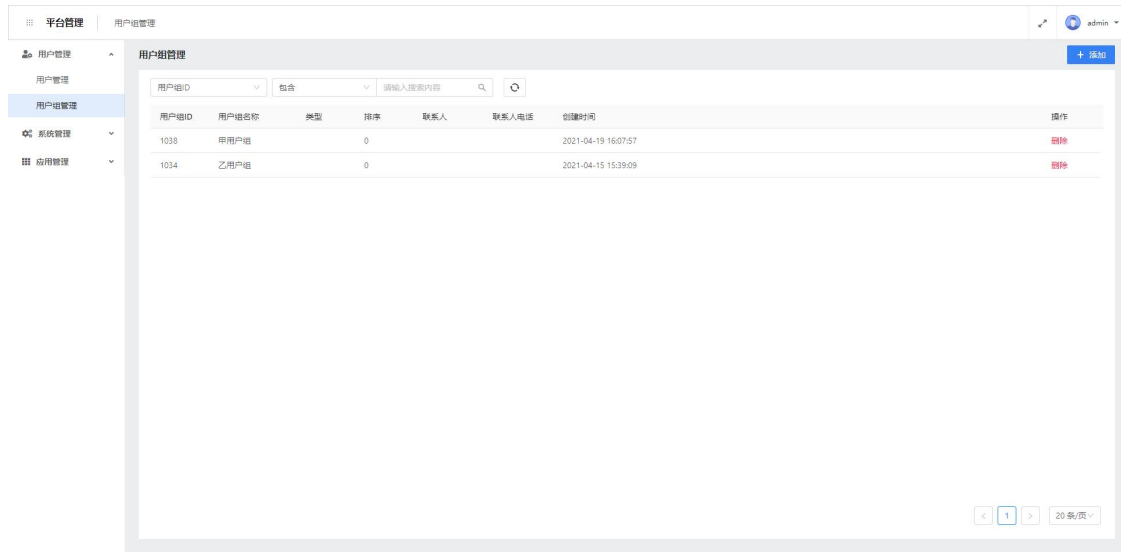 平台管理 用户组管理 admin
用户管理 用户组管理 + 添加
用户管理 用户组ID 包含 请输入搜索内容
用户组管理
用户组ID 用户组名称 类型 排序 联系人 联系人电话 创建时间 操作
系统管理
1038 甲用户组 0 2021-04-19 16:07:57 删除
应用管理
1034 乙用户组 0 2021-04-15 15:39:09 删除
< 1 > 20 条/页